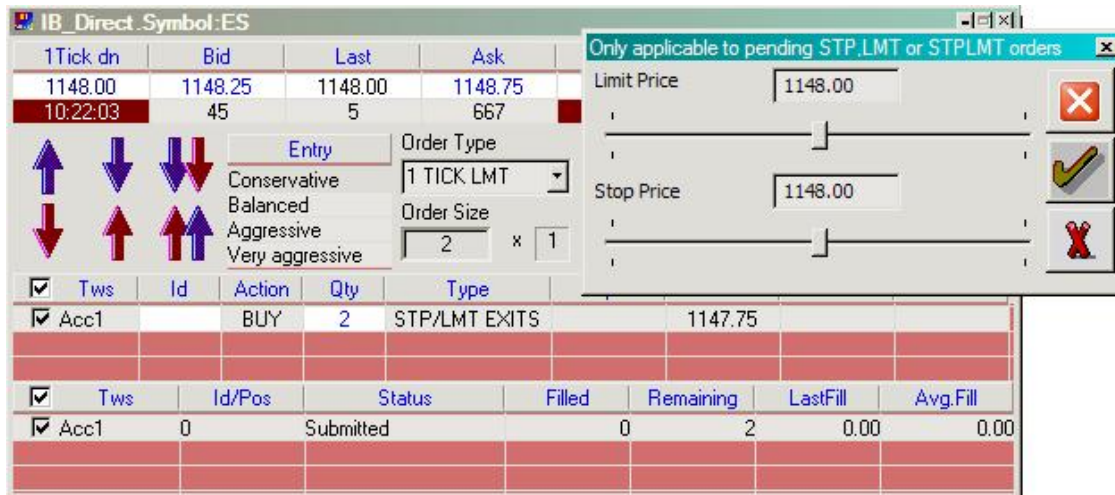 IB_Direct.Symbol:ES
1Tick dn Bid Last Ask
1148.00 1148.25 1148.00 1148.75
10:22:03 45 5 667
Entry
Conservative
Balanced
Aggressive
Very aggressive
Order Type
1 TICK LMT
Order Size
2 x 1
Only applicable to pending STP,LMT or STPLMT orders
Limit Price 1148.00
Stop Price 1148.00
Tws Id Action Qty Type
Acc1 BUY 2 STP/LMT EXITS 1147.75
Tws Id/Pos Status Filled Remaining LastFill Avg.Fill
Acc1 0 Submitted 0 2 0.00 0.00